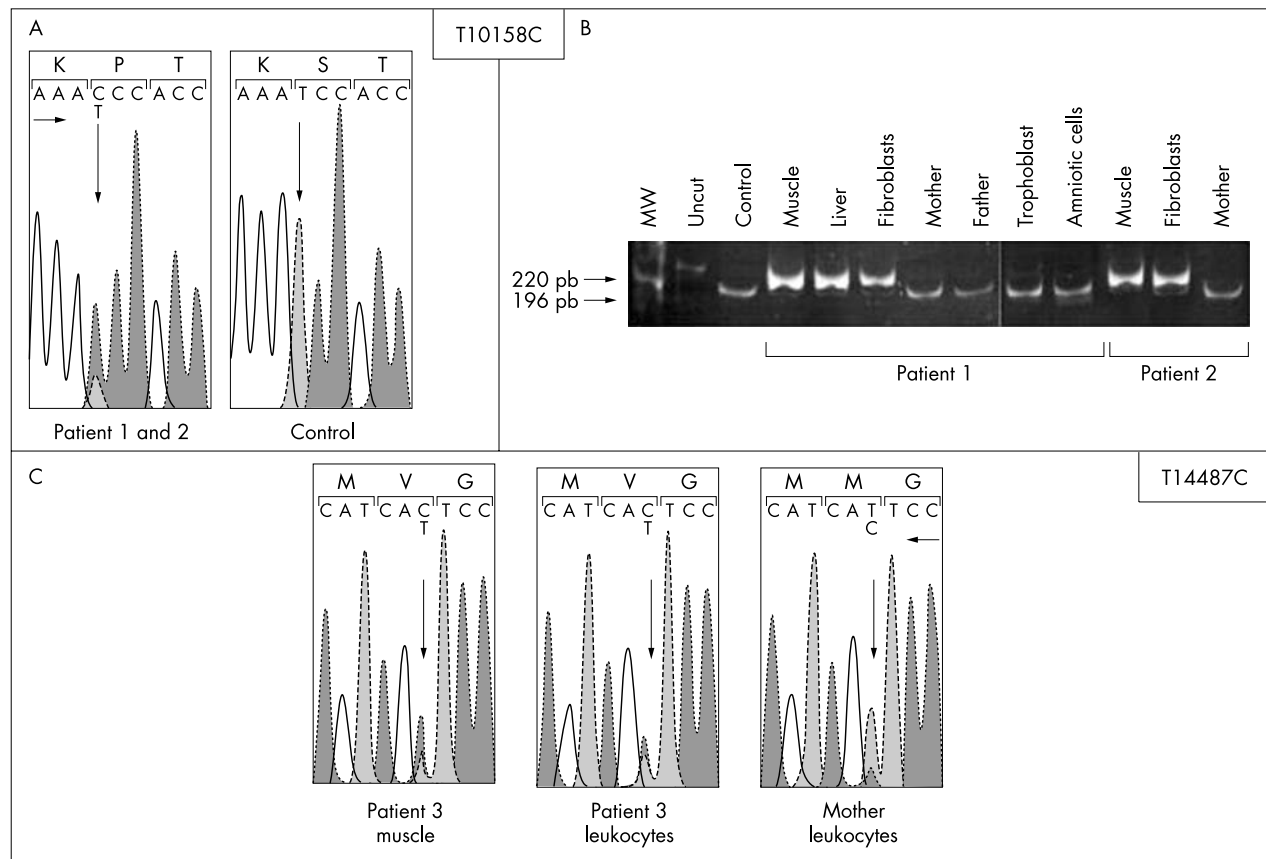 A
T10158C
K P T
A A A C C C A C C
T
K S T
A A A T C C A C C
Patient 1 and 2
Control
B
MW
Uncut
Control
Muscle
Liver
Fibroblasts
Mother
Father
Trophoblast
Amniotic cells
Muscle
Fibroblasts
Mother
220 pb
196 pb
Patient 1
Patient 2
C
T14487C
M V G
C A T C A C T C C
T
M V G
C A T C A C T C C
T
M M G
C A T C A T T C C
C
Patient 3
muscle
Patient 3
leukocytes
Mother
leukocytes